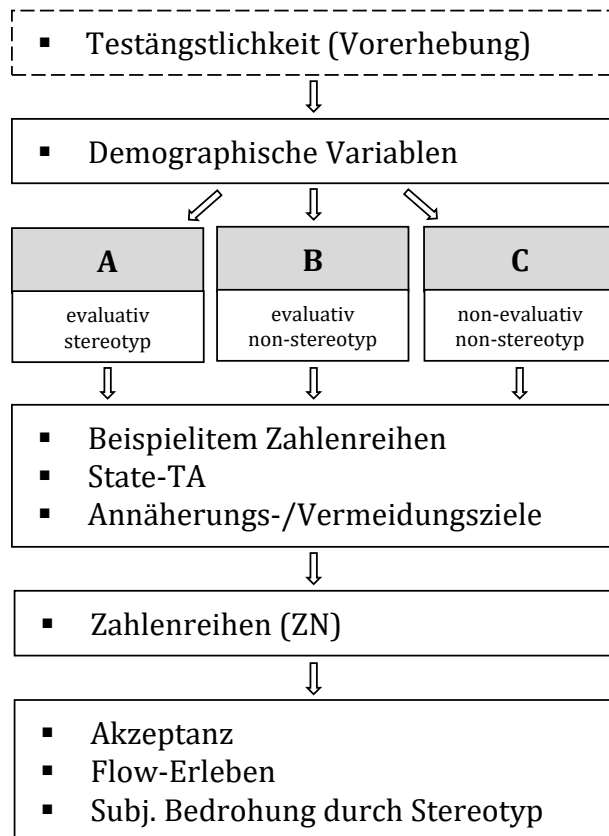 ▪ Testängstlichkeit (Vorerhebung)
▪ Demographische Variablen
A
evaluativ
stereotyp
B
evaluativ
non-stereotyp
C
non-evaluativ
non-stereotyp
▪ Beispielitem Zahlenreihen
▪ State-TA
▪ Annäherungs-/Vermeidungsziele
▪ Zahlenreihen (ZN)
▪ Akzeptanz
▪ Flow-Erleben
▪ Subj. Bedrohung durch Stereotyp